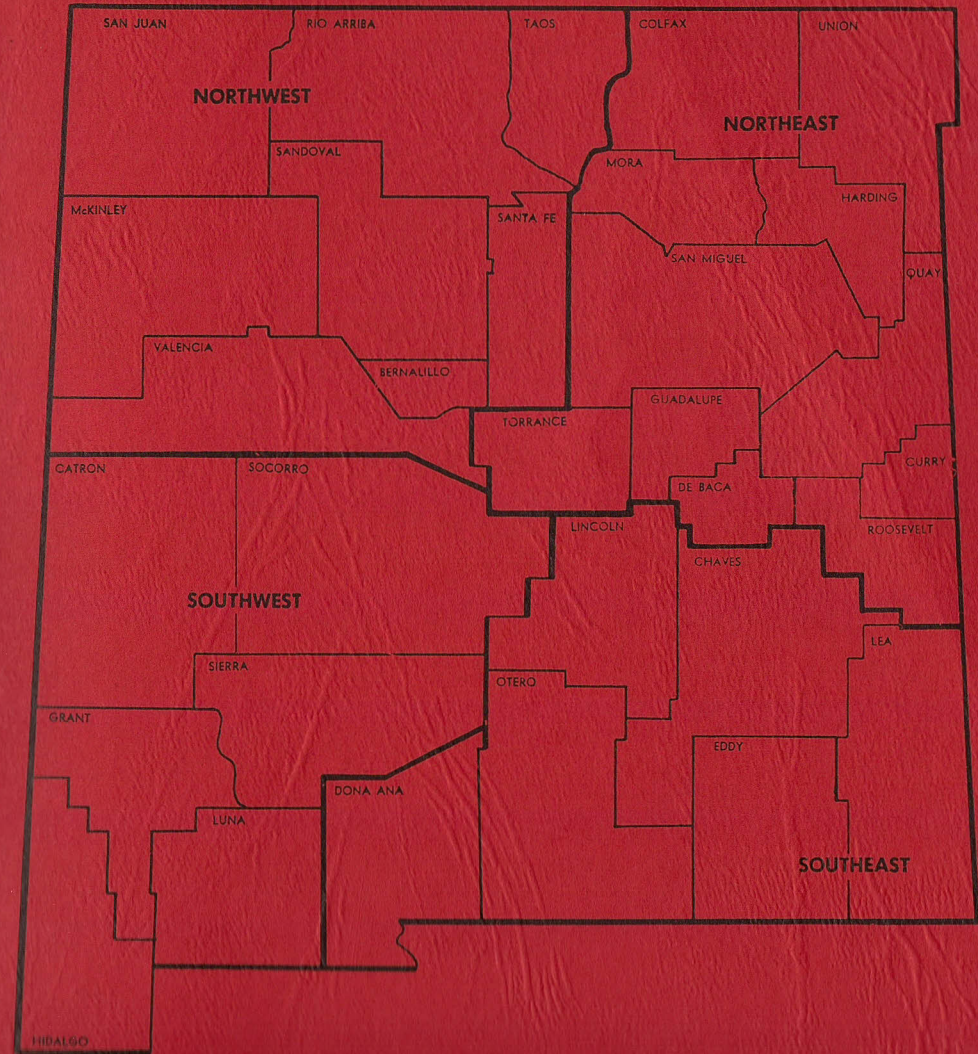 SAN JUAN
RIO ARRIBA
TAOS
COLFAX
UNION
NORTHWEST
NORTHEAST
SANDOVAL
MORA
HARDING
McKINLEY
SANTA FE
SAN MIGUEL
QUAY
VALENCIA
BERNALILLO
GUADALUPE
TORRANCE
CURRY
CATRON
SOCORRO
DE BACA
LINCOLN
ROOSEVELT
CHAVES
SOUTHWEST
LEA
SIERRA
OTERO
GRANT
EDDY
DONA ANA
LUNA
SOUTHEAST
HIDALGO